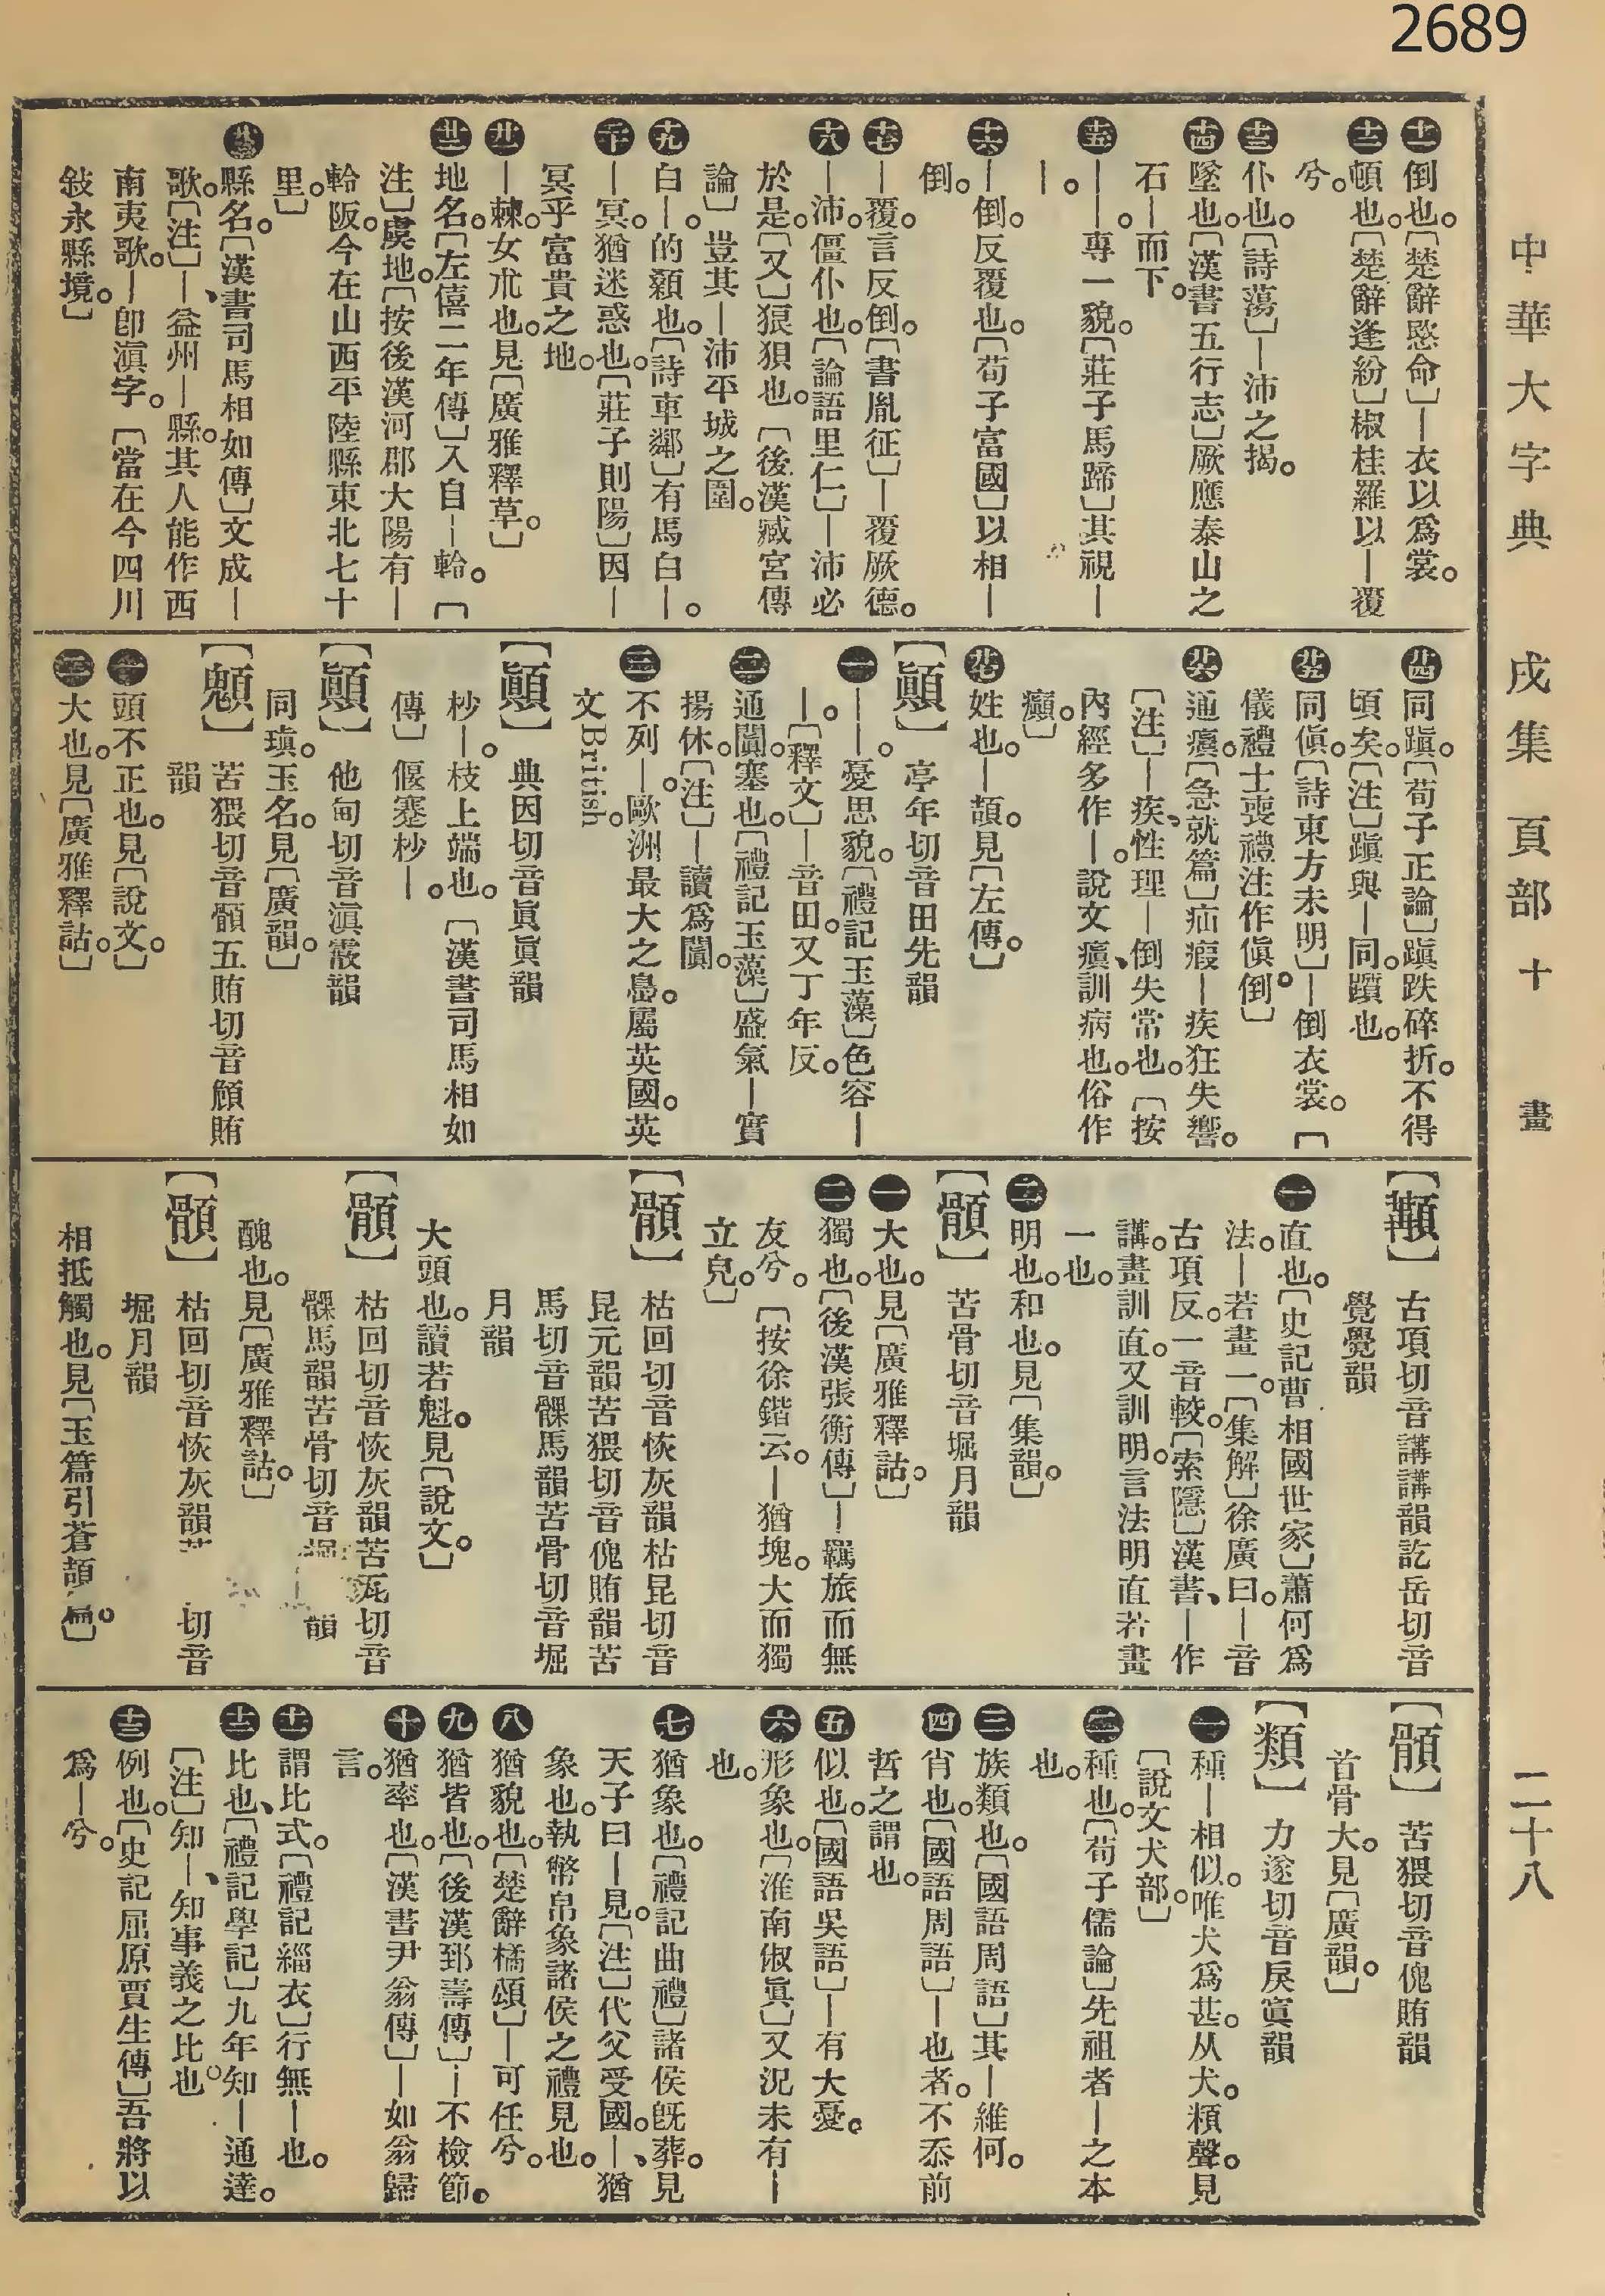 2689
中華大字典　戌集　頁部　十　畫　二十八
十一倒也。〔楚辭愍命〕—衣以爲裳。
十二頓也。〔楚辭逢紛〕椒桂羅以—覆
兮。
十三仆也。〔詩蕩〕—沛之揭。
十四墜也。〔漢書五行志〕厥應泰山之
石—而下。
十五——。專一貌。〔莊子馬蹄〕其視—
—。
十六—倒。反覆也。〔荀子富國〕以相—
倒。
十七—覆。言反倒。〔書胤征〕—覆厥德。
十八—沛。僵仆也。〔論語里仁〕—沛必
於是。〔又〕狼狽也。〔後漢臧宮傳
論〕豈其—沛平城之圍。
十九白—。的顙也。〔詩車鄰〕有馬白—。
二十—冥。猶迷惑也。〔莊子則陽〕因—
冥乎富貴之地。
廿一—棘。女朮也。見〔廣雅釋草。〕
廿二地名。〔左僖二年傳〕入自—軨。〔
注〕虞地。〔按後漢河郡大陽有—
軨阪。今在山西平陸縣東北七十
里。〕
廿三縣名。〔漢書司馬相如傳〕文成—
歌。〔注〕—、益州—縣。其人能作西
南夷歌。—卽滇字。〔當在今四川
敍永縣境。〕
廿四同蹎。〔荀子正論〕蹎跌碎折。不得
頃矣。〔注〕蹎與—同。躓也。
廿五同傎。〔詩東方未明〕—倒衣裳。〔
儀禮士喪禮注作傎倒。〕
廿六通瘨。〔急就篇〕疝瘕—疾狂失響。
〔注〕—疾、性理—倒失常也。〔按
內經多作—。說文瘨、訓病也。俗作
癲。〕
廿七姓也。—頡。見〔左傳。〕
【顚】亭年切音田先韻
一——。憂思貌。〔禮記玉藻〕色容—
—。〔釋文〕—音田。又丁年反。
二通闐。塞也。〔禮記玉藻〕盛氣—實
揚休。〔注〕—讀爲闐。
三不列—。歐洲最大之島。屬英國。英
文British。
【顚】典因切音眞眞韻
杪—。枝上端也。〔漢書司馬相如
傳〕偃蹇杪—。
【顚】他甸切音滇霰韻
同瑱。玉名。見〔廣韻。〕
【䫥】苦猥切音顝五賄切音頠賄
韻
一頭不正也。見〔說文。〕
二大也。見〔廣雅釋詁。〕
【顜】古項切音講講韻訖岳切音
覺覺韻
一直也。〔史記曹相國世家〕蕭何爲
法。—若畫一。〔集解〕徐廣曰。—音
古項反。一音較。〔索隱〕漢書、—作
講。畫訓直。又訓明。言法明直若畫
一也。
二明也。和也。見〔集韻。〕
【顝】苦骨切音堀月韻
一大也。見〔廣雅釋詁。〕
二獨也。〔後漢張衡傳〕—羈旅而無
友兮。〔按徐鍇云。—猶塊。大而獨
立皃。〕
【顝】枯回切音恢灰韻枯昆切音
昆元韻苦猥切音傀賄韻苦
馬切音髁馬韻苦骨切音堀
月韻
大頭也。讀若魁。見〔說文。〕
【顝】枯回切音恢灰韻苦瓦切音
髁馬韻苦骨切音堀　韻
醜也。見〔廣雅釋詁。〕
【顝】枯回切音恢灰韻苦　切音
堀月韻
相抵觸也。見〔玉篇引蒼頡篇。〕
【顝】苦猥切音傀賄韻
首骨大。見〔廣韻。〕
【類】力遂切音戾寘韻
一種—相似。唯犬爲甚。从犬。頪聲。見
〔說文犬部。〕
二種也。〔荀子儒論〕先祖者—之本
也。
三族類也。〔國語周語〕其—維何。
四肖也。〔國語周語〕—也者。不忝前
哲之謂也。
五似也。〔國語吳語〕—有大憂。
六形象也。〔淮南俶眞〕又況未有—
也。
七猶象也。〔禮記曲禮〕諸侯旣葬。見
天子曰—見。〔注〕代父受國。—、猶
象也。執幣帛象諸侯之禮見也。
八猶貌也。〔楚辭橘頌〕—可任兮。
九猶皆也。〔後漢郅壽傳〕—不檢節。
十猶率也。〔漢書尹翁傳〕—如翁歸
言。
十一謂比式。〔禮記緇衣〕行無—也。
十二比也、〔禮記學記〕九年知—通達。
〔注〕知—、知事義之比也。
十三例也。〔史記屈原賈生傳〕吾將以
爲—兮。